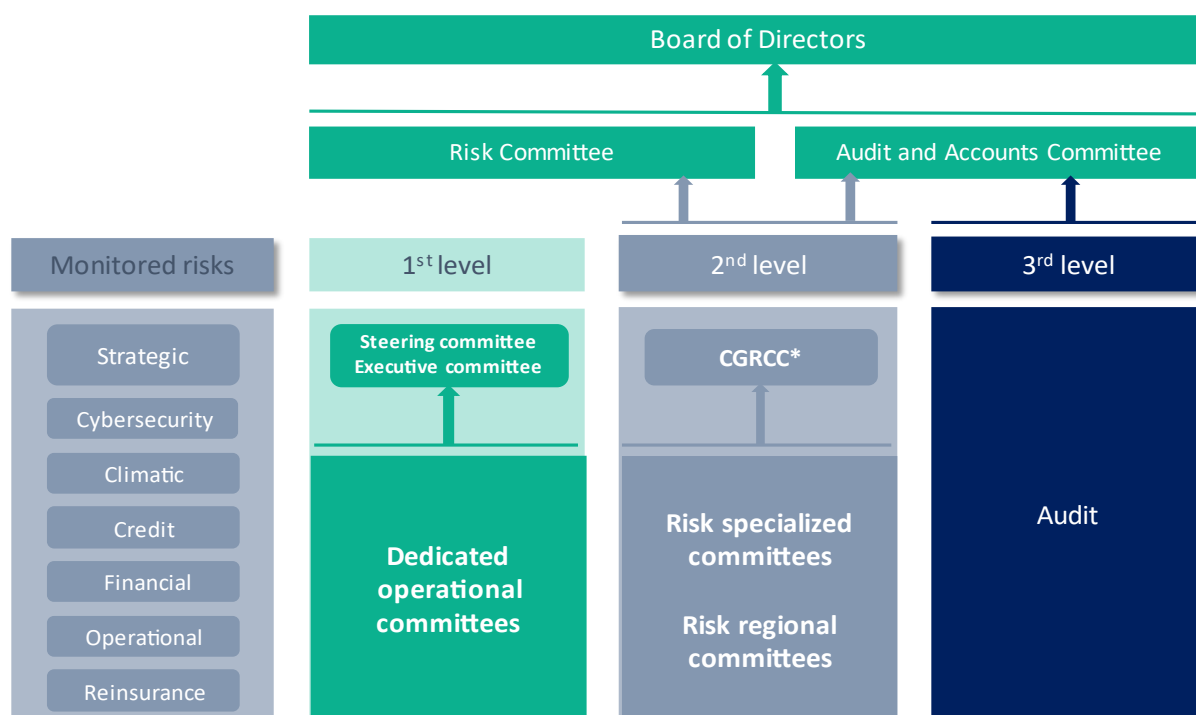 Board of Directors
Risk Committee
Audit and Accounts Committee
Monitored risks
1st level
2nd level
3rd level
Strategic
Cybersecurity
Climatic
Credit
Financial
Operational
Reinsurance
Steering committee
Executive committee
Dedicated
operational
committees
CGRCC*
Risk specialized
committees
Risk regional
committees
Audit